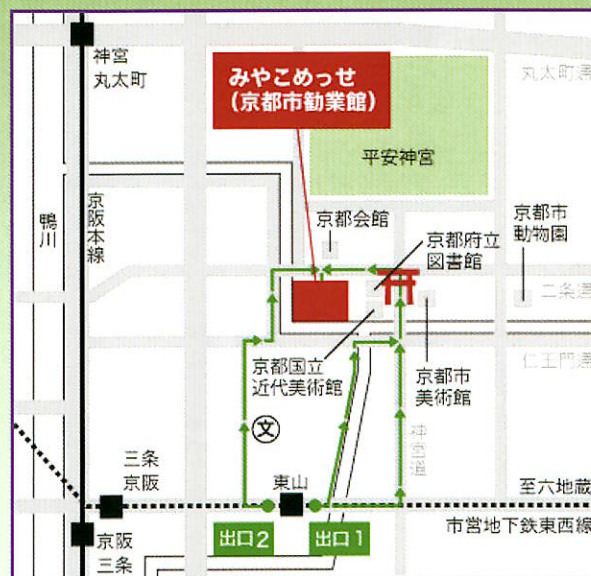 神宮
丸太町
みやこめっせ
(京都市勧業館)
丸太町通
平安神宮
鴨川
京阪本線
京都会館
京都府立
図書館
京都市
動物園
二条通
京都国立
近代美術館
京都市
美術館
仁王門通
文
神宮道
三条
京阪
東山
至六地蔵
市営地下鉄東西線
出口2
出口1
京阪
三条